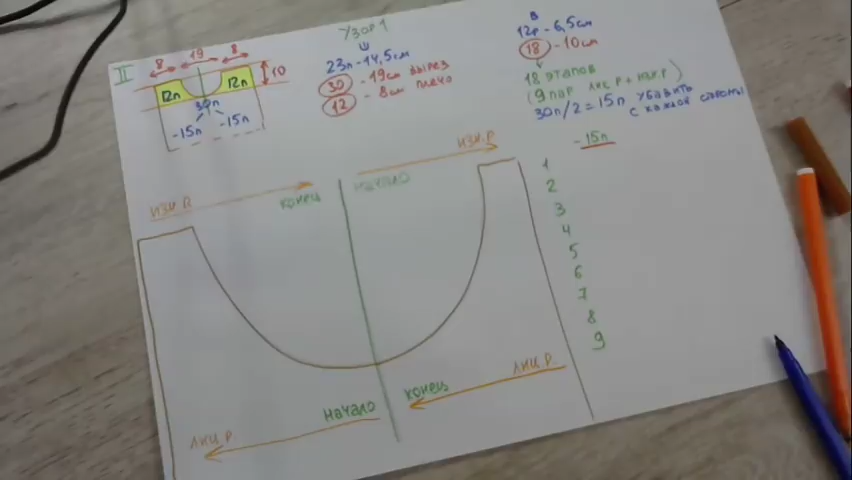 II
8 19 8
12п 12п 10
30п
-15п -15п
Узор 1
Ш
23п - 14,5см
30 - 19см вырез
12 - 8см плечо
В
12р - 6,5см
18 - 10см
18 этапов
(9 пар лиц.р + изн.р)
30п/2 = 15п убавить
с каждой стороны
-15п
1
2
3
4
5
6
7
8
9
изн.р
конец
начало
изн.р
лиц.р
начало
конец
лиц.р.